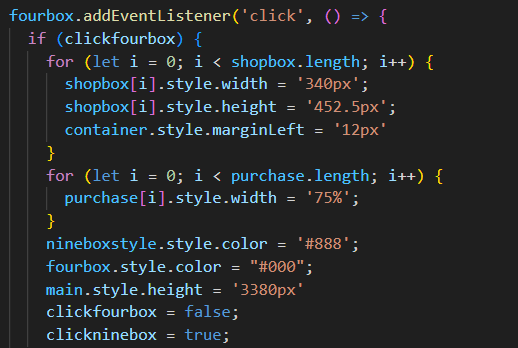 fourbox.addEventListener('click', () => {
if (clickfourbox) {
for (let i = 0; i < shopbox.length; i++) {
shopbox[i].style.width = '340px';
shopbox[i].style.height = '452.5px';
container.style.marginLeft = '12px'
}
for (let i = 0; i < purchase.length; i++) {
purchase[i].style.width = '75%';
}
nineboxstyle.style.color = '#888';
fourbox.style.color = "#000";
main.style.height = '3380px'
clickfourbox = false;
clickninebox = true;